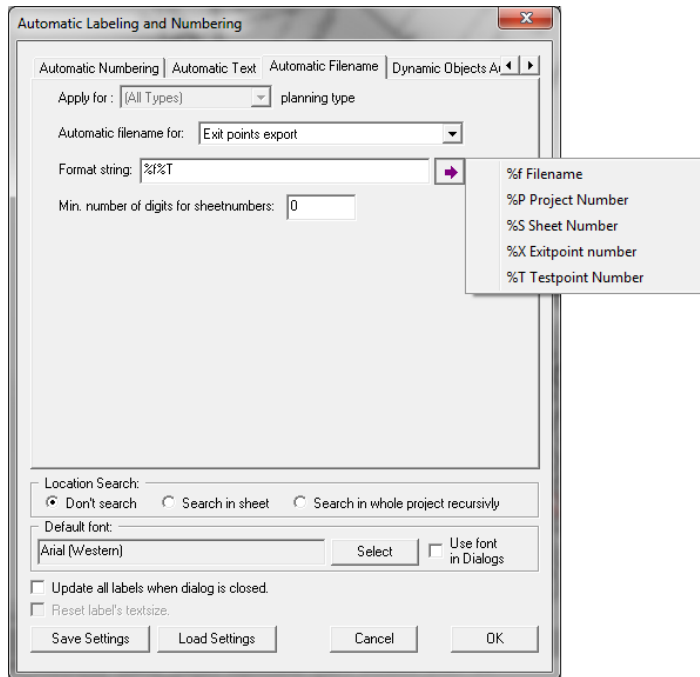 Automatic Labeling and Numbering
Automatic Numbering Automatic Text Automatic Filename Dynamic Objects
Apply for : (All Types) planning type
Automatic filename for: Exit points export
Format string: %f%T
%f Filename
%P Project Number
%S Sheet Number
%X Exitpoint number
%T Testpoint Number
Min. number of digits for sheetnumbers: 0
Location Search:
Don't search Search in sheet Search in whole project recursivly
Default font:
Arial (Western) Select Use font
in Dialogs
Update all labels when dialog is closed.
Reset label's textsize.
Save Settings Load Settings Cancel OK